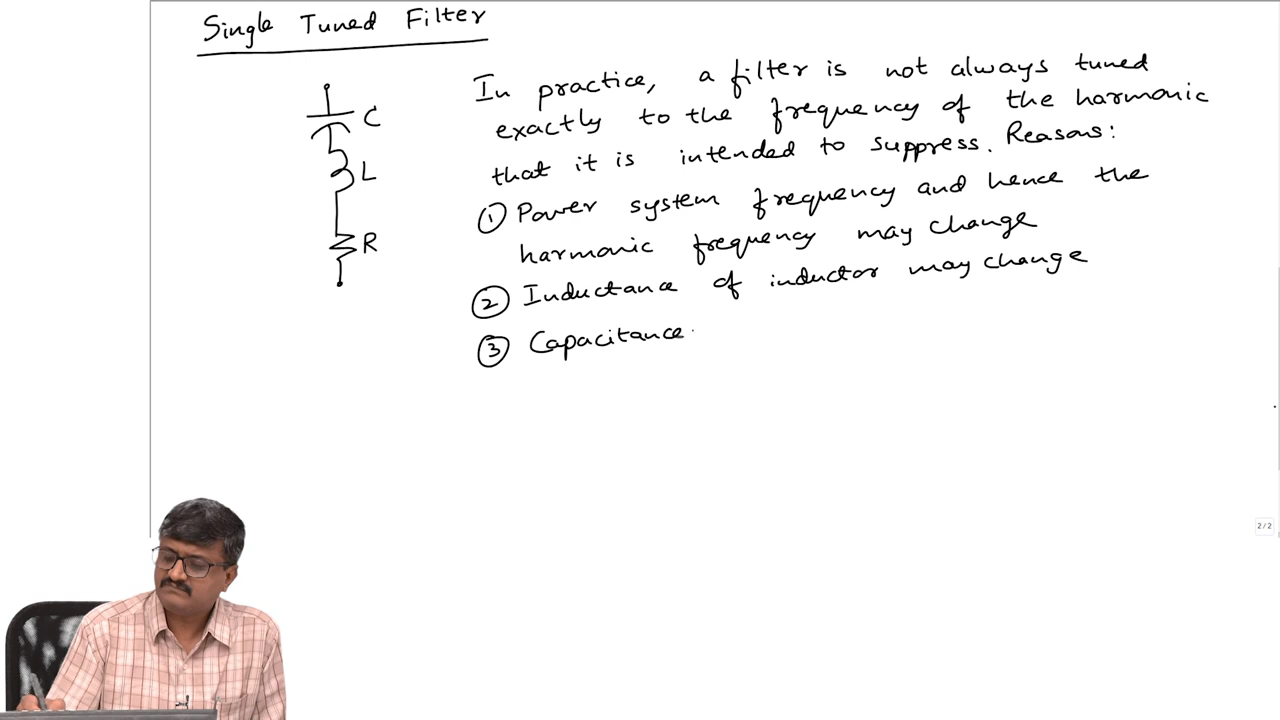 Single Tuned Filter
C
L
R
In practice, a filter is not always tuned
exactly to the frequency of the harmonic
that it is intended to suppress. Reasons:
① Power system frequency and hence the
harmonic frequency may change
② Inductance of inductor may change
③ Capacitance
2/2